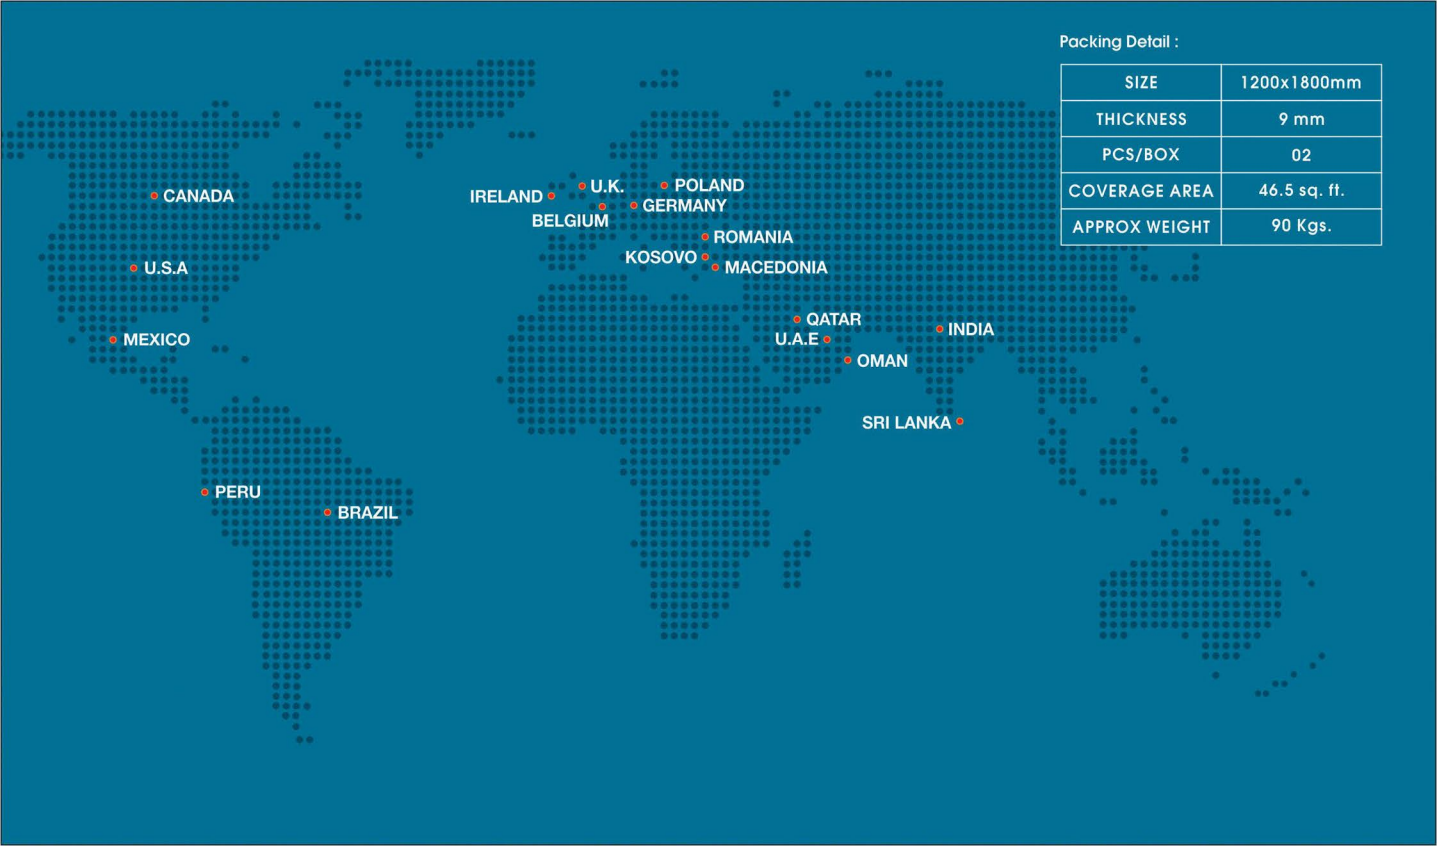 Packing Detail :
SIZE 1200x1800mm
THICKNESS 9 mm
PCS/BOX 02
COVERAGE AREA 46.5 sq. ft.
APPROX WEIGHT 90 Kgs.
CANADA
U.S.A
MEXICO
PERU
BRAZIL
IRELAND
U.K.
BELGIUM
POLAND
GERMANY
ROMANIA
KOSOVO
MACEDONIA
QATAR
U.A.E
OMAN
INDIA
SRI LANKA